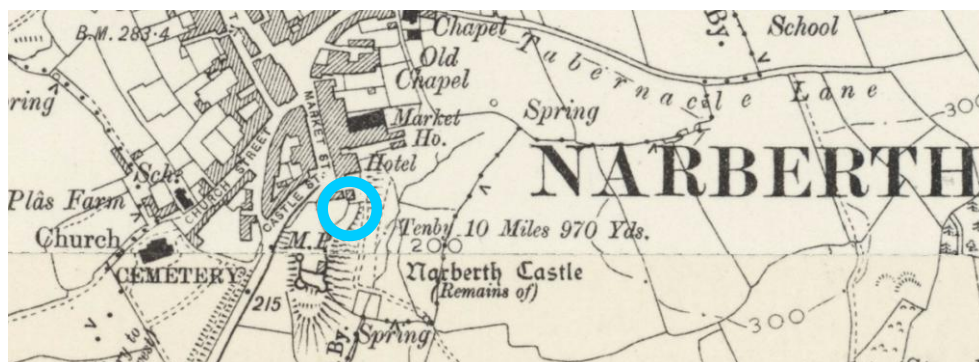 B.M. 283·4
Chapel
By.
School
Old
Chapel
Tabernacle Lane
Spring
MARKET ST.
Market
Ho.
Hotel
300
NARBERTH
Sch.
CHURCH STREET
CASTLE ST.
Plâs Farm
Church
CEMETERY
M.P.
Tenby 10 Miles 970 Yds.
200
Narberth Castle
(Remains of)
215
By.
Spring
300